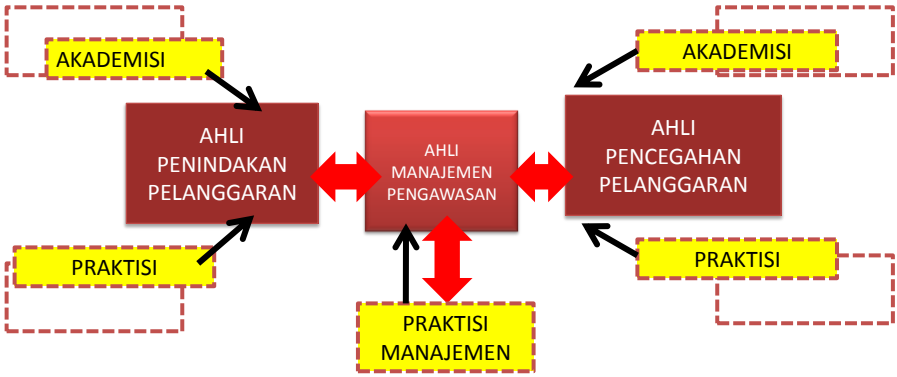 AKADEMISI
AKADEMISI
AHLI
PENINDAKAN
PELANGGARAN
AHLI
MANAJEMEN
PENGAWASAN
AHLI
PENCEGAHAN
PELANGGARAN
PRAKTISI
PRAKTISI
PRAKTISI
MANAJEMEN